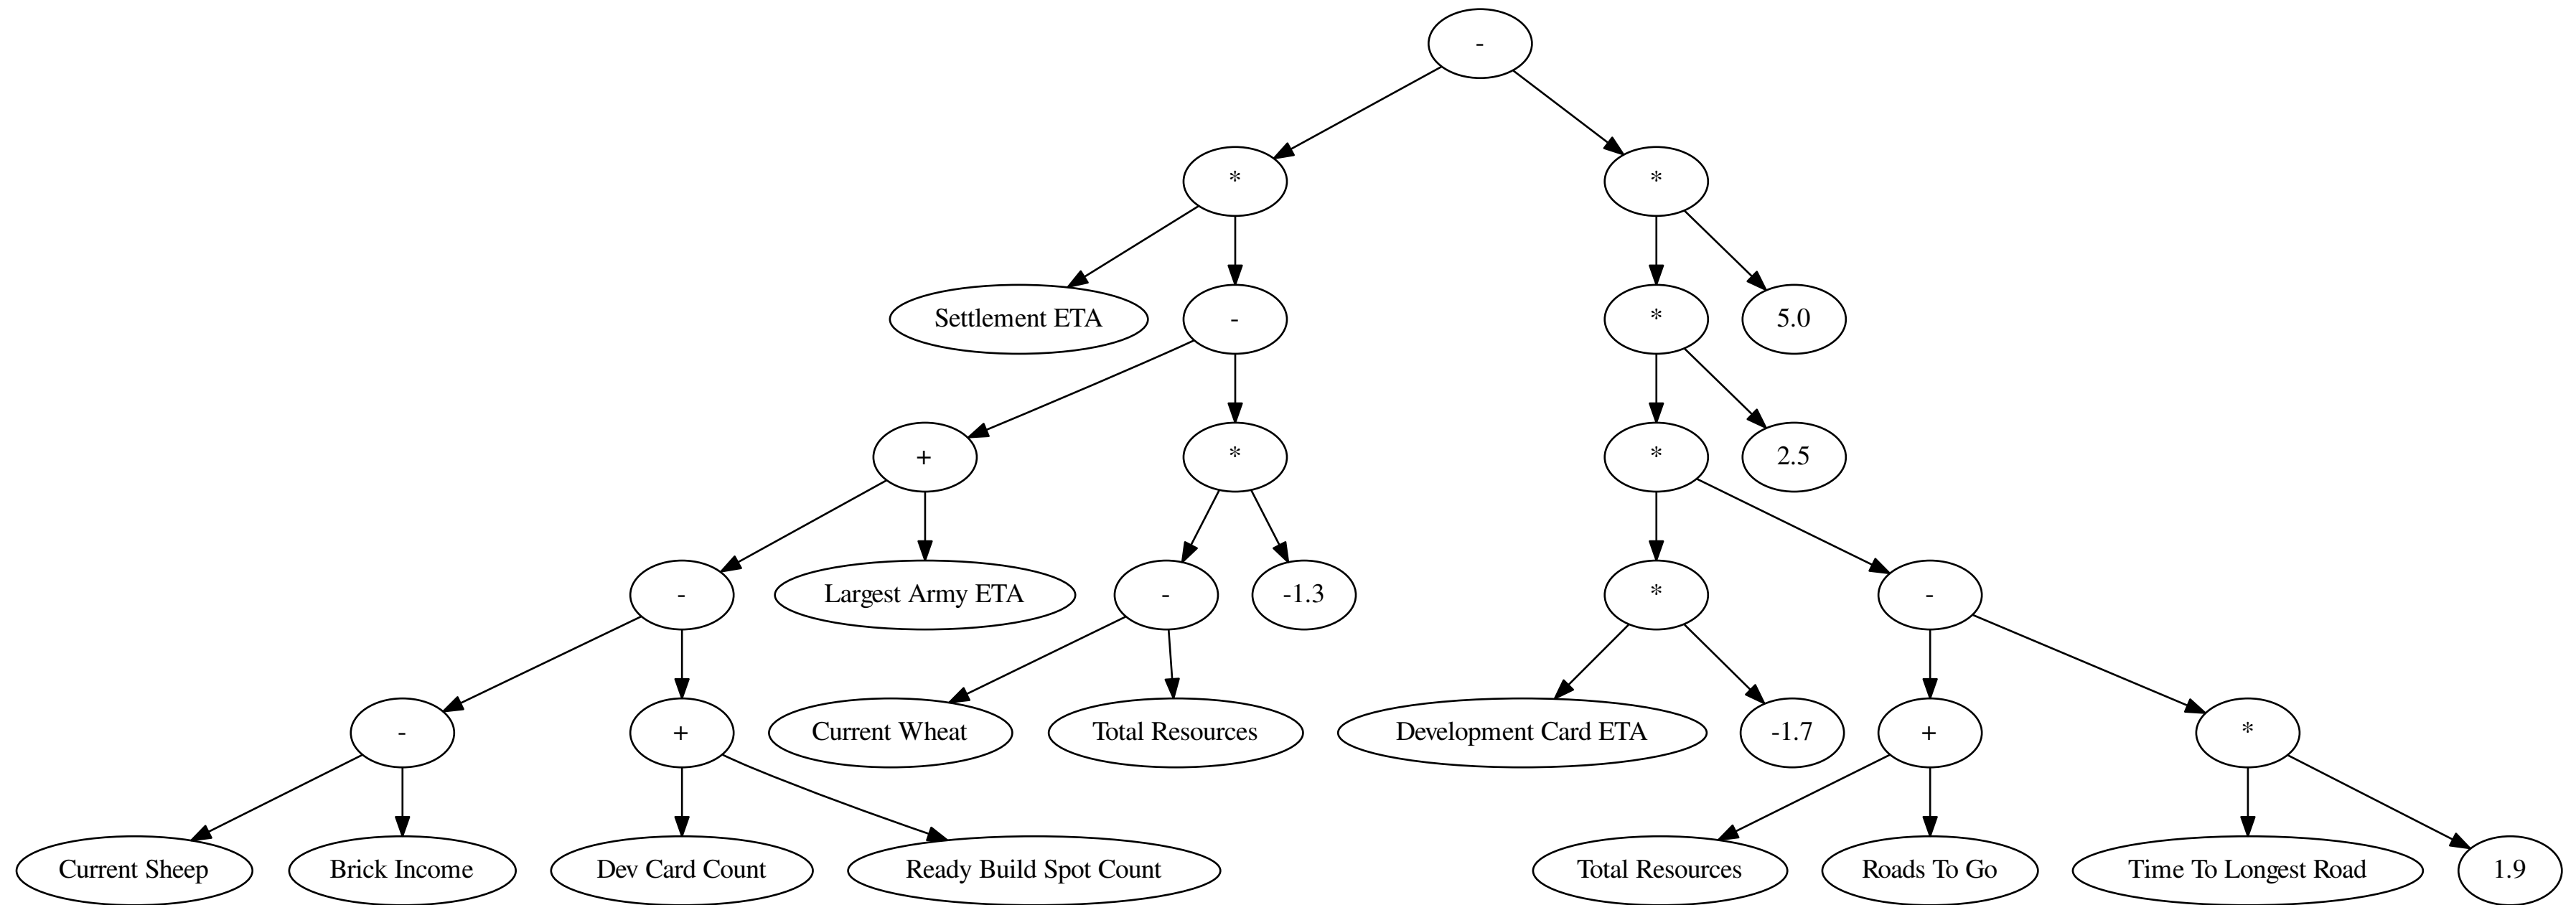 -
*
*
Settlement ETA
-
*
5.0
+
*
*
2.5
-
Largest Army ETA
-
-1.3
*
-
-
+
Current Wheat
Total Resources
Development Card ETA
-1.7
+
*
Current Sheep
Brick Income
Dev Card Count
Ready Build Spot Count
Total Resources
Roads To Go
Time To Longest Road
1.9